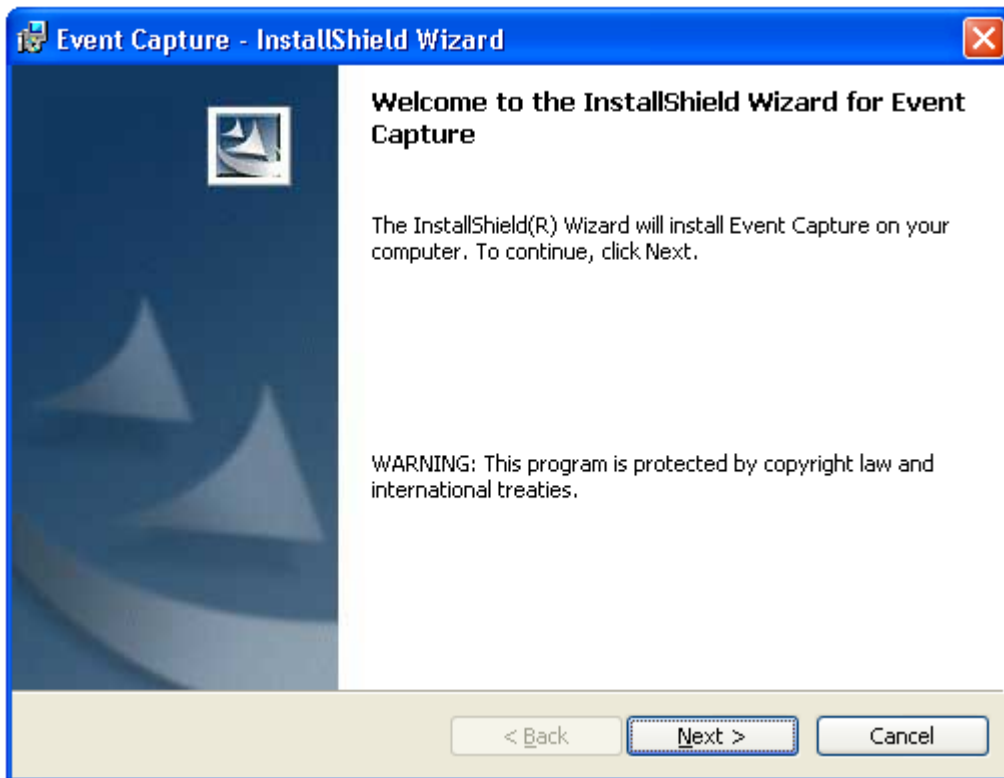 Event Capture - InstallShield Wizard
Welcome to the InstallShield Wizard for Event
Capture
The InstallShield(R) Wizard will install Event Capture on your
computer. To continue, click Next.
WARNING: This program is protected by copyright law and
international treaties.
< Back
Next >
Cancel